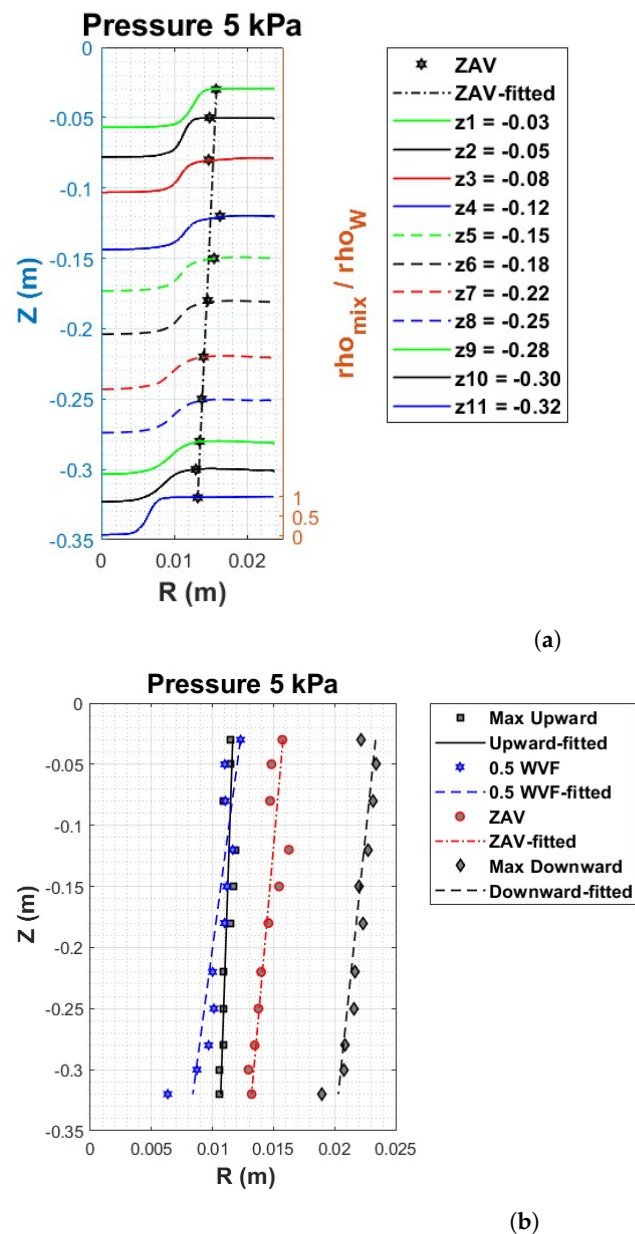 Pressure 5 kPa
0
-0.05
-0.1
-0.15
-0.2
-0.25
-0.3
-0.35
Z (m)
0
0.01
0.02
R (m)
1
0.5
0
rho_mix / rho_W
ZAV
ZAV-fitted
z1 = -0.03
z2 = -0.05
z3 = -0.08
z4 = -0.12
z5 = -0.15
z6 = -0.18
z7 = -0.22
z8 = -0.25
z9 = -0.28
z10 = -0.30
z11 = -0.32
(a)
Pressure 5 kPa
0
-0.05
-0.1
-0.15
-0.2
-0.25
-0.3
-0.35
Z (m)
0
0.005
0.01
0.015
0.02
0.025
R (m)
Max Upward
Upward-fitted
0.5 WVF
0.5 WVF-fitted
ZAV
ZAV-fitted
Max Downward
Downward-fitted
(b)